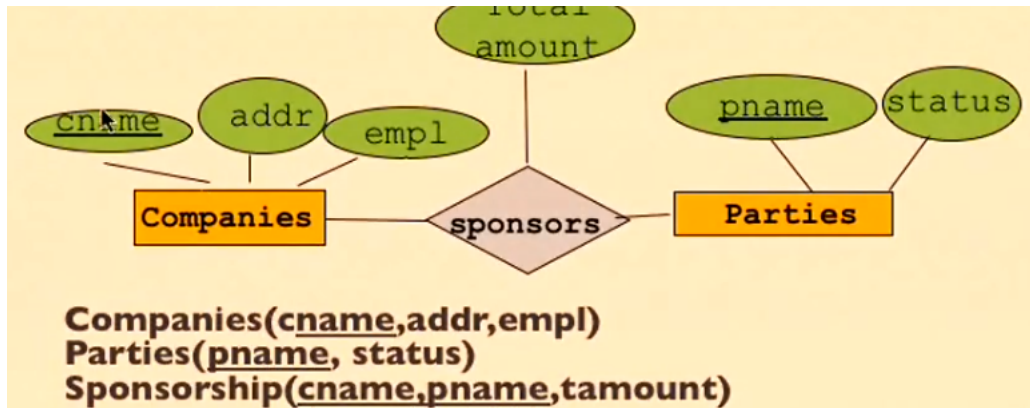 Total
amount
cname
addr
empl
pname
status
Companies
sponsors
Parties
Companies(cname,addr,empl)
Parties(pname, status)
Sponsorship(cname,pname,tamount)